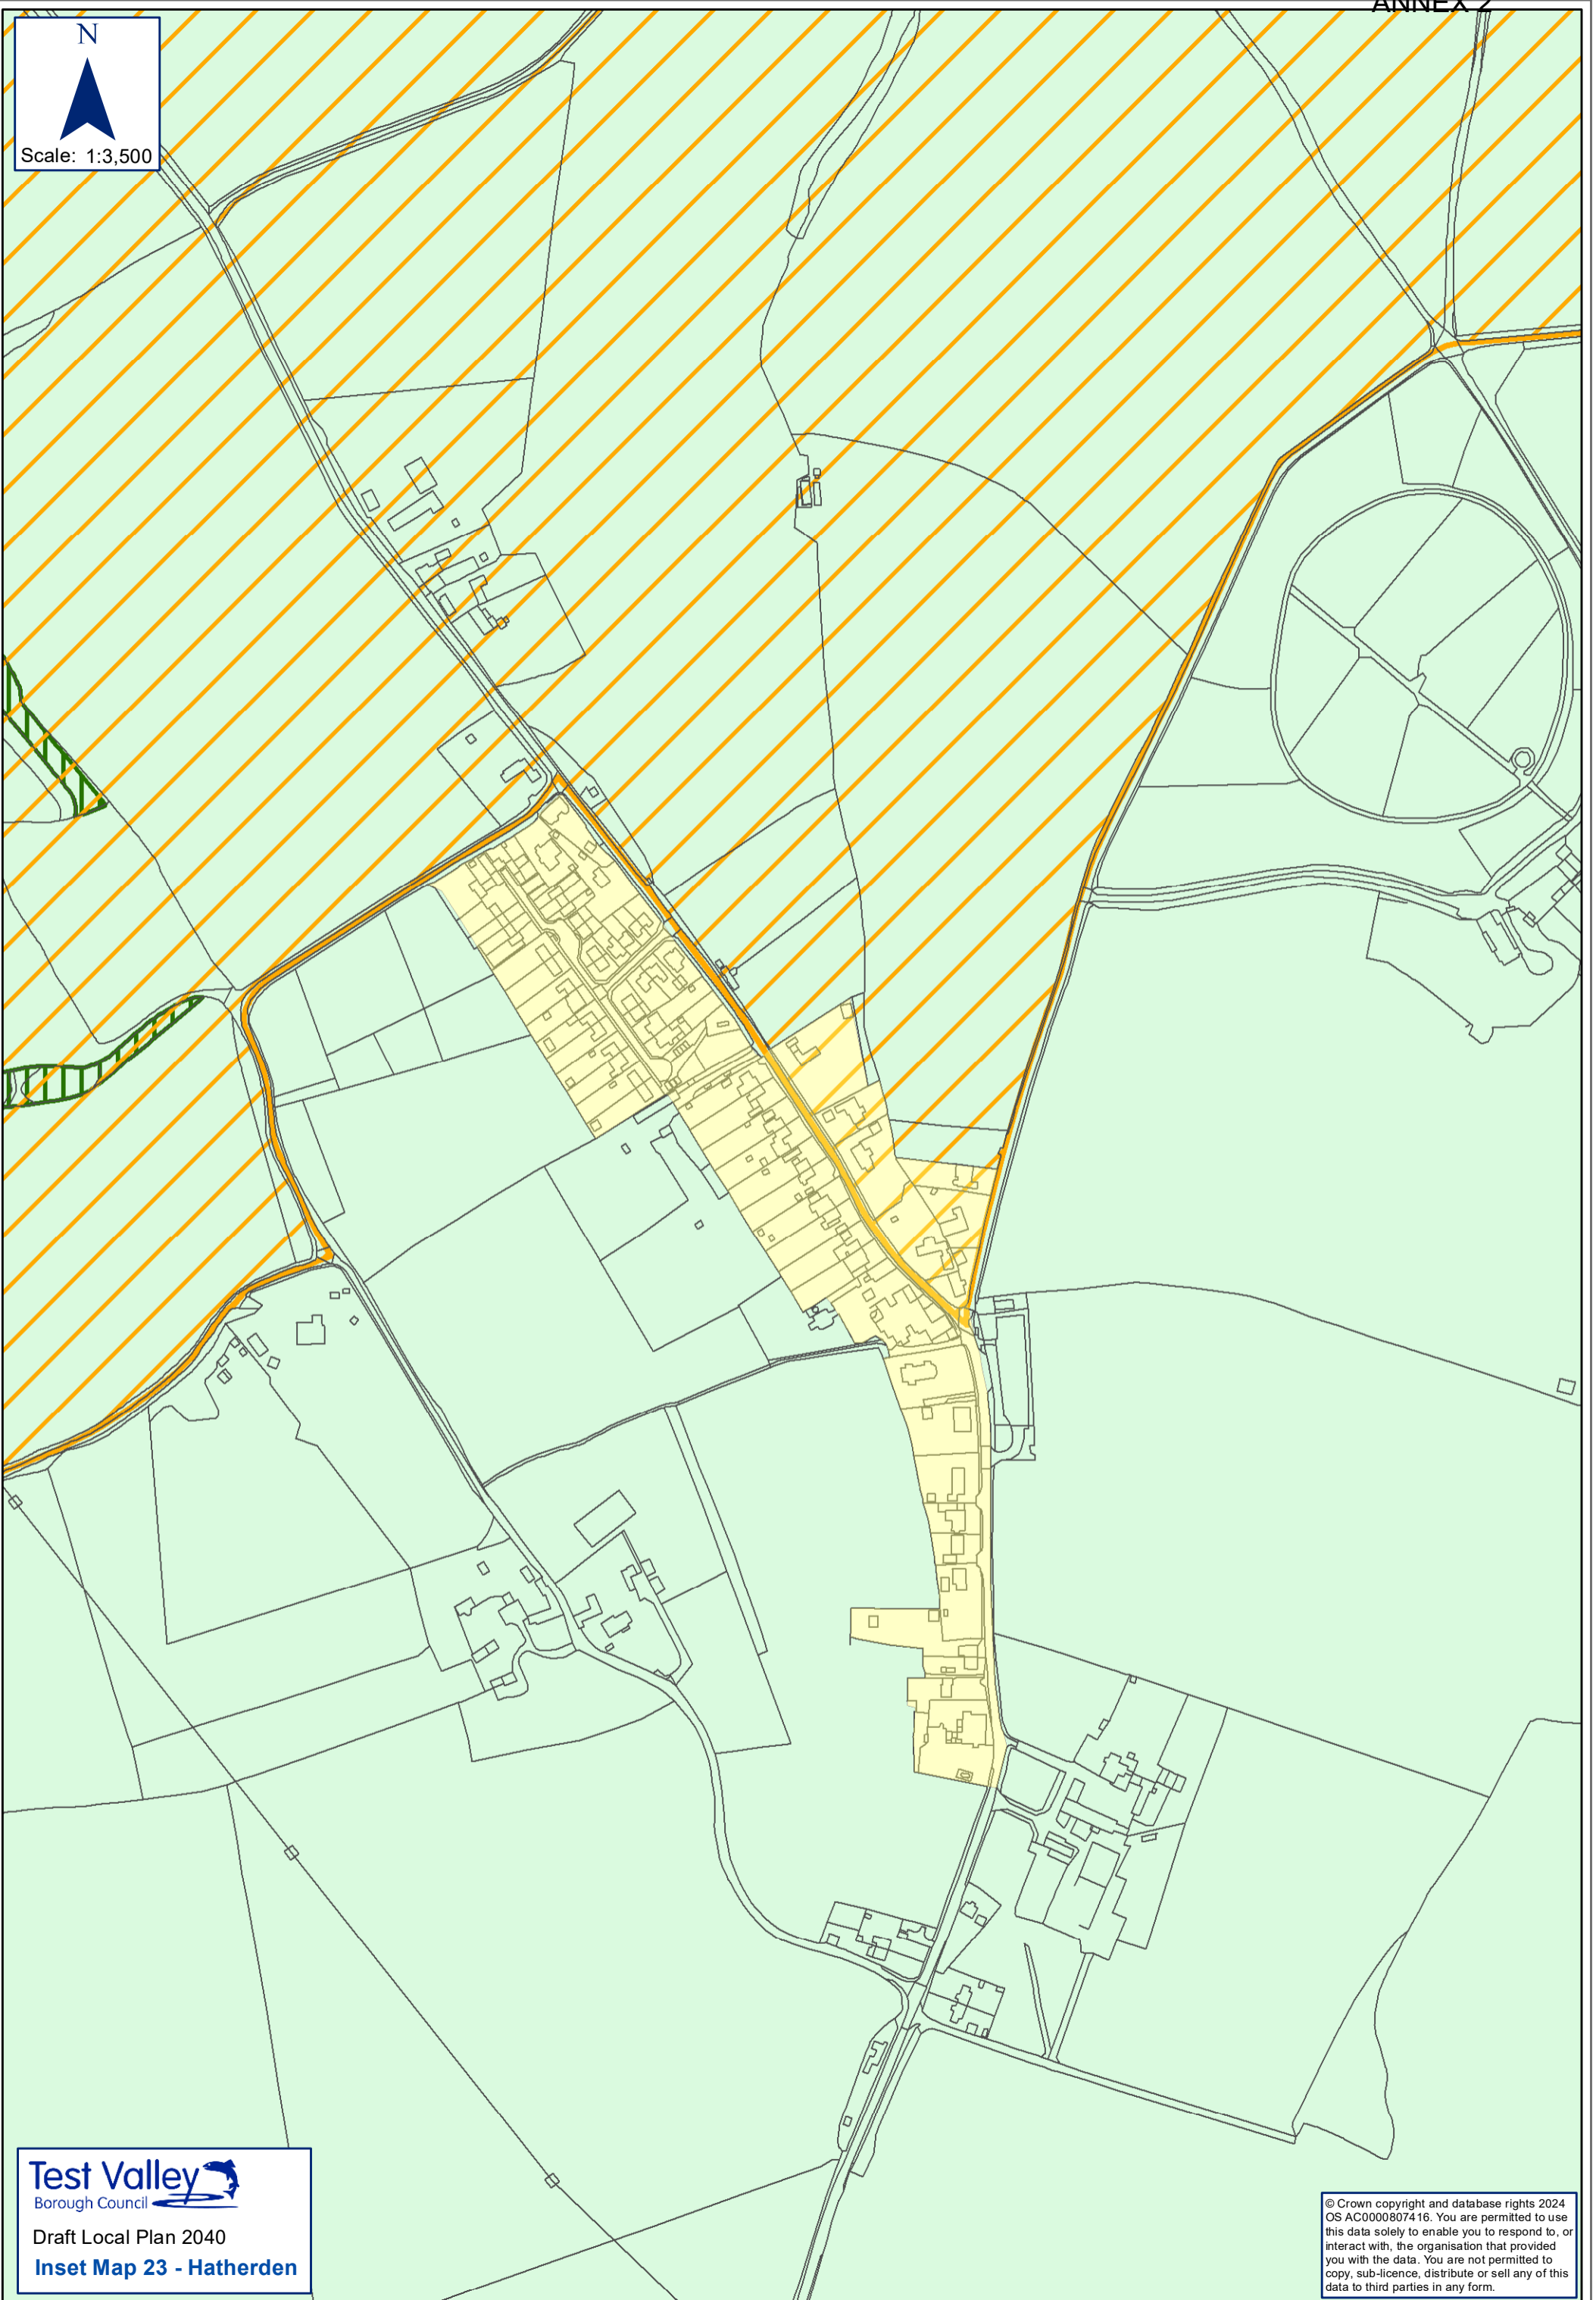 ANNEX 2
N
Scale: 1:3,500
Test Valley
Borough Council
Draft Local Plan 2040
Inset Map 23 - Hatherden
© Crown copyright and database rights 2024
OS AC0000807416. You are permitted to use
this data solely to enable you to respond to, or
interact with, the organisation that provided
you with the data. You are not permitted to
copy, sub-licence, distribute or sell any of this
data to third parties in any form.